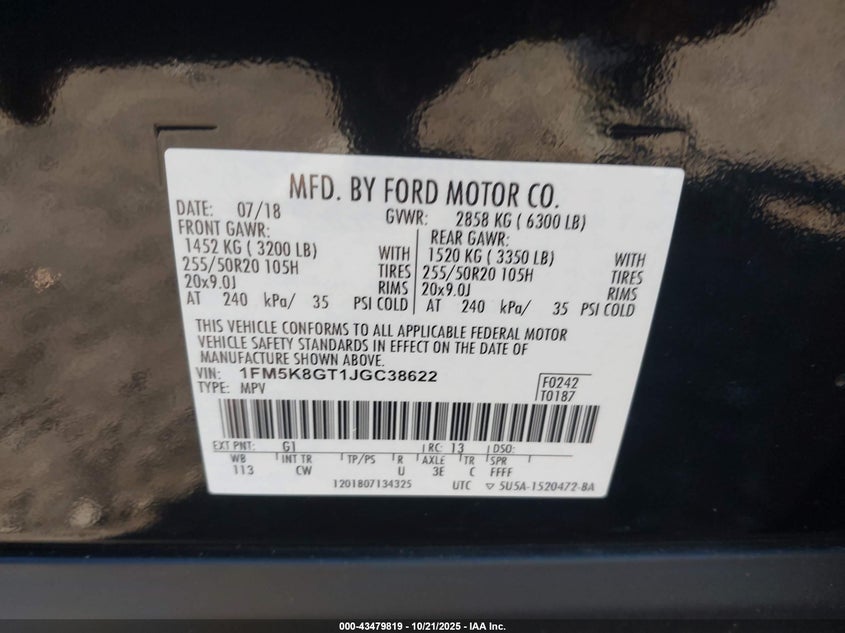 MFD. BY FORD MOTOR CO.
DATE: 07/18 GVWR: 2858 KG ( 6300 LB)
FRONT GAWR: REAR GAWR:
1452 KG ( 3200 LB) WITH 1520 KG ( 3350 LB) WITH
255/50R20 105H TIRES 255/50R20 105H TIRES
20x9.0J RIMS 20x9.0J RIMS
AT 240 kPa/ 35 PSI COLD AT 240 kPa/ 35 PSI COLD
THIS VEHICLE CONFORMS TO ALL APPLICABLE FEDERAL MOTOR
VEHICLE SAFETY STANDARDS IN EFFECT ON THE DATE OF
MANUFACTURE SHOWN ABOVE.
VIN: 1FM5K8GT1JGC38622 F0242
TYPE: MPV T0187
EXT PNT: G1 RC: 13 DSO:
WB INT TR TP/PS R AXLE TR SPR
113 CW U 3E C FFFF
1201807134325 UTC ▽ 5U5A-1520472-BA
000-43479819 - 10/21/2025 - IAA Inc.